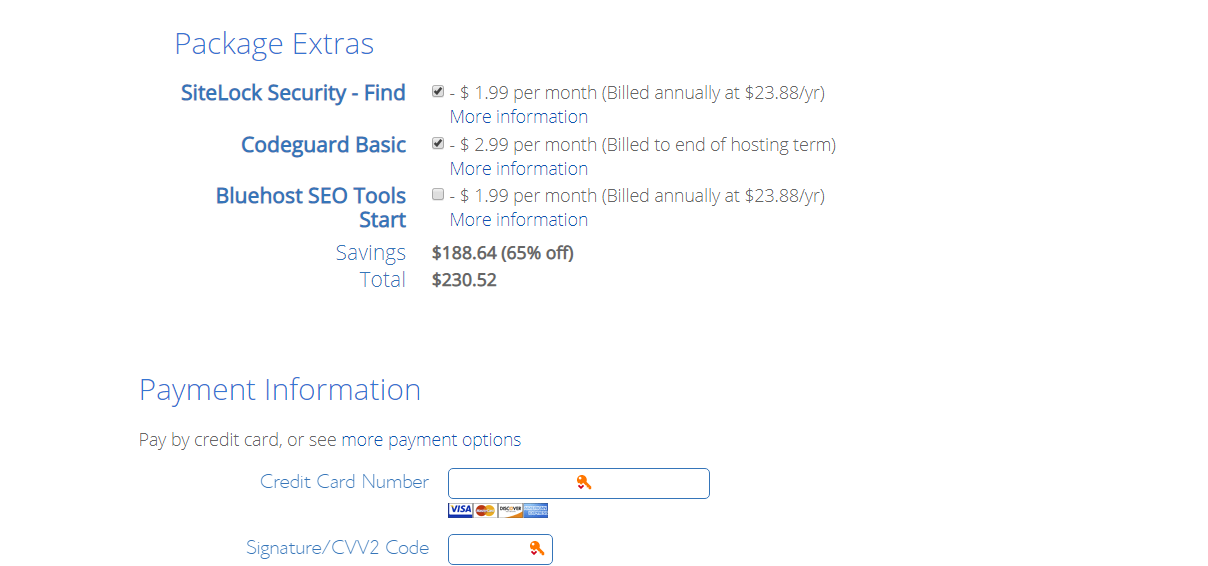 Package Extras
SiteLock Security - Find - $ 1.99 per month (Billed annually at $23.88/yr)
More information
Codeguard Basic - $ 2.99 per month (Billed to end of hosting term)
More information
Bluehost SEO Tools - $ 1.99 per month (Billed annually at $23.88/yr)
Start More information
Savings $188.64 (65% off)
Total $230.52
Payment Information
Pay by credit card, or see more payment options
Credit Card Number
VISA MasterCard DISCOVER
Signature/CVV2 Code